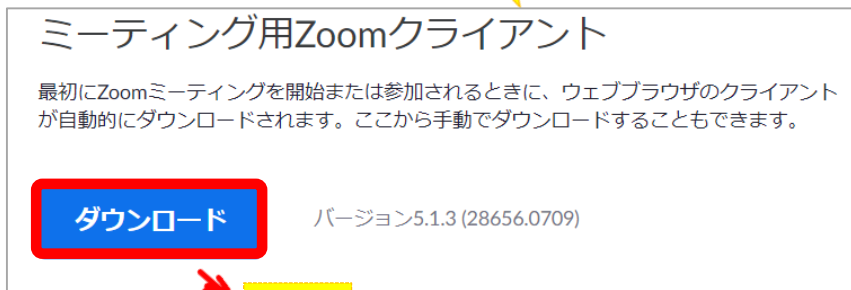 ミーティング用Zoomクライアント
最初にZoomミーティングを開始または参加されるときに、ウェブブラウザのクライアント
が自動的にダウンロードされます。ここから手動でダウンロードすることもできます。
ダウンロード
バージョン5.1.3 (28656.0709)